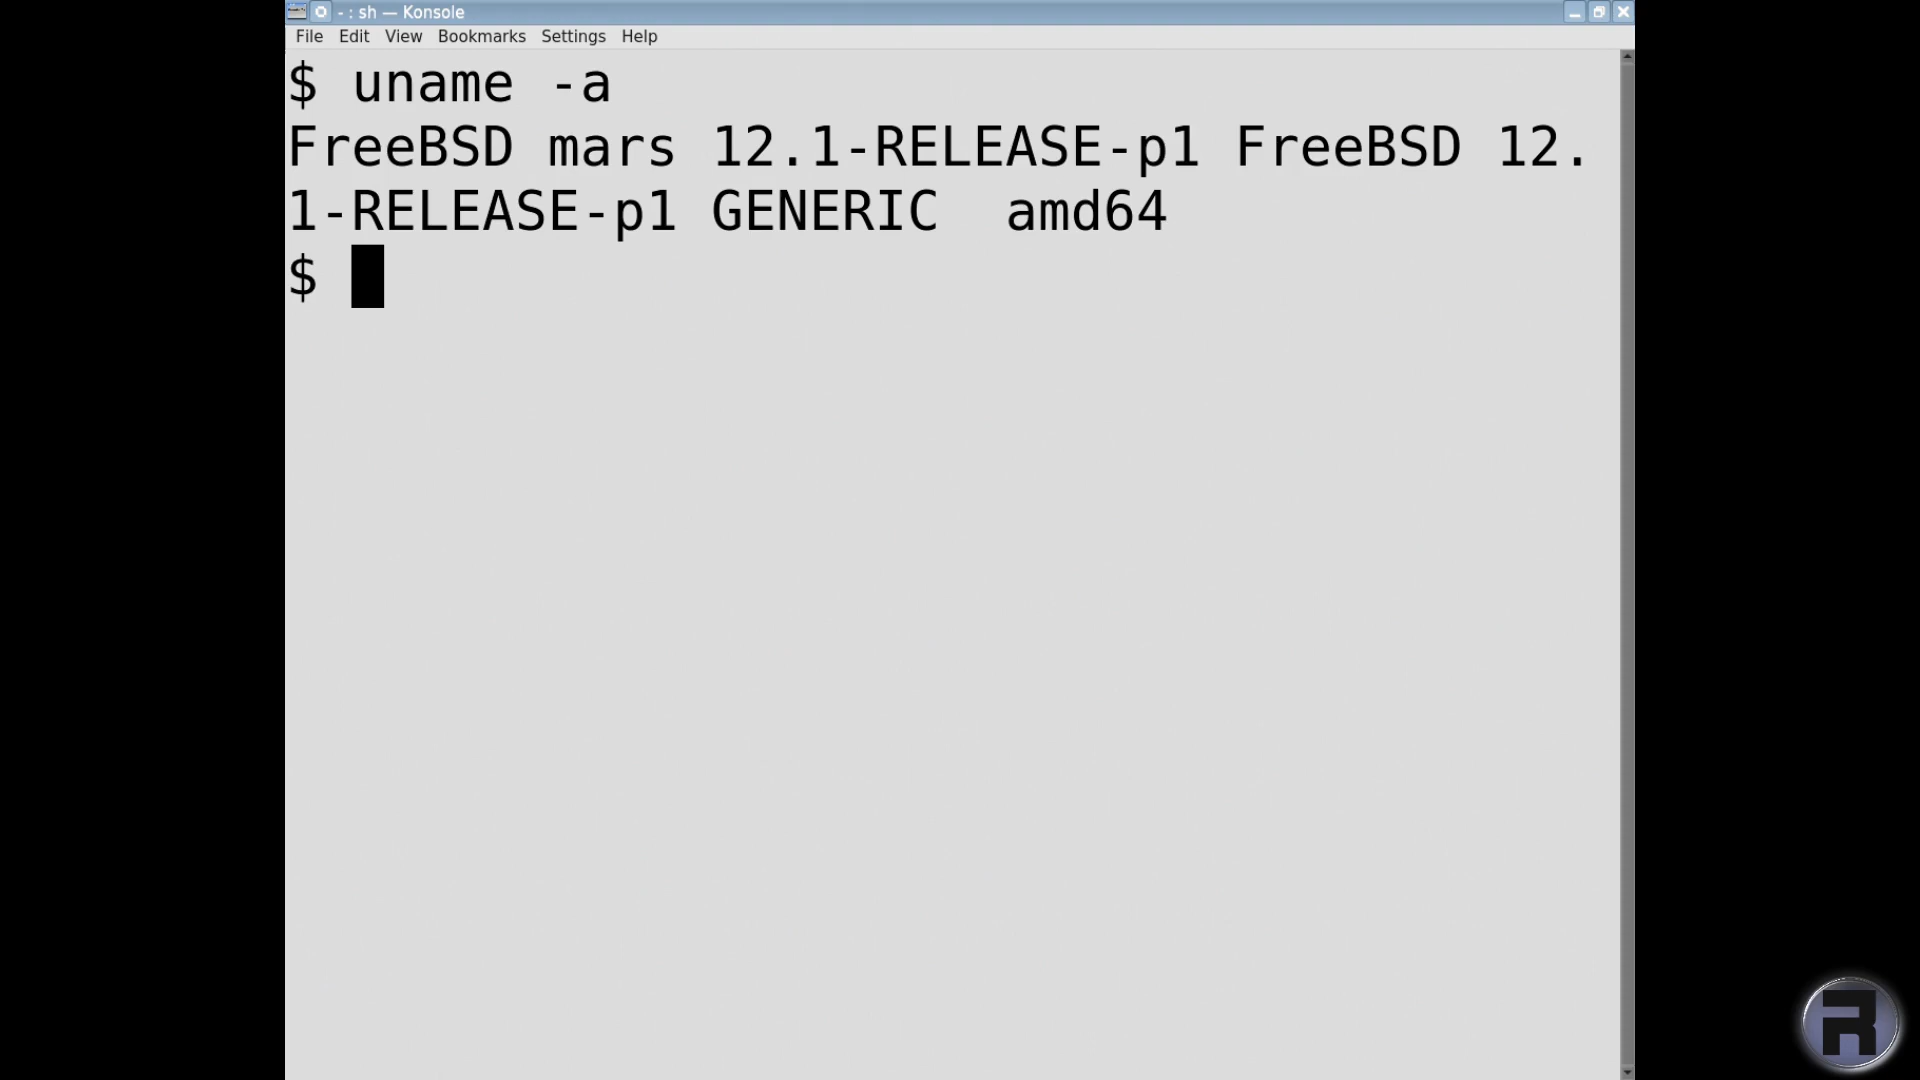 - : sh — Konsole
File Edit View Bookmarks Settings Help
$ uname -a
FreeBSD mars 12.1-RELEASE-p1 FreeBSD 12.
1-RELEASE-p1 GENERIC  amd64
$
R